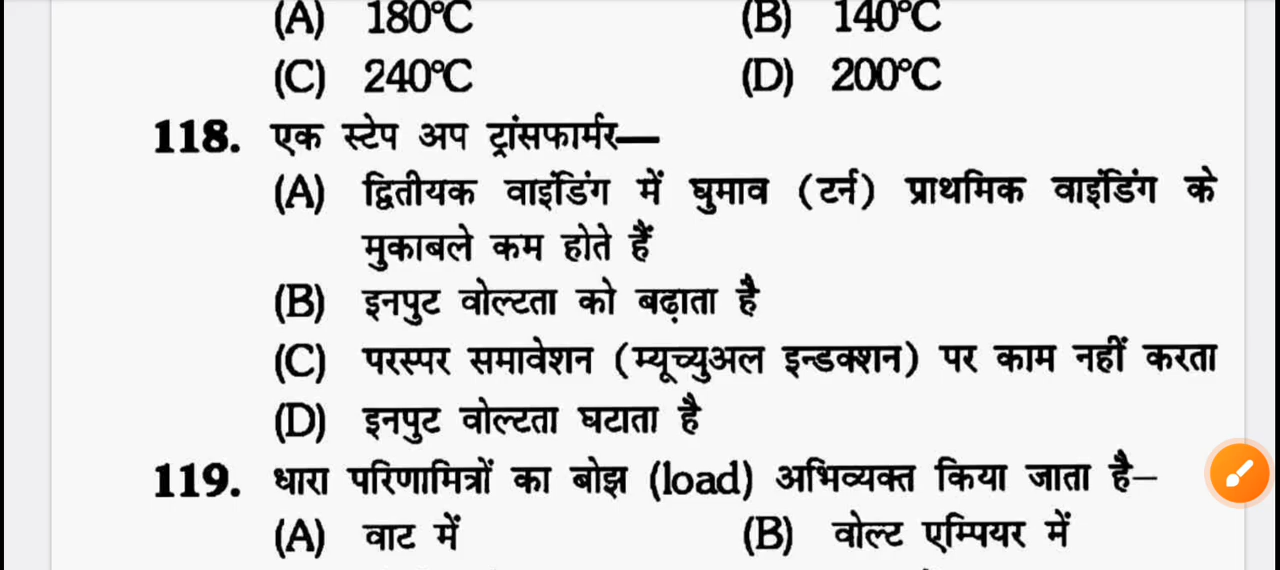 (A) 180°C (B) 140°C
(C) 240°C (D) 200°C
118. एक स्टेप अप ट्रांसफार्मर—
(A) द्वितीयक वाइंडिंग में घुमाव (टर्न) प्राथमिक वाइंडिंग के
मुकाबले कम होते हैं
(B) इनपुट वोल्टता को बढ़ाता है
(C) परस्पर समावेशन (म्यूच्युअल इन्डक्शन) पर काम नहीं करता
(D) इनपुट वोल्टता घटाता है
119. धारा परिणामित्रों का बोझ (load) अभिव्यक्त किया जाता है–
(A) वाट में (B) वोल्ट एम्पियर में